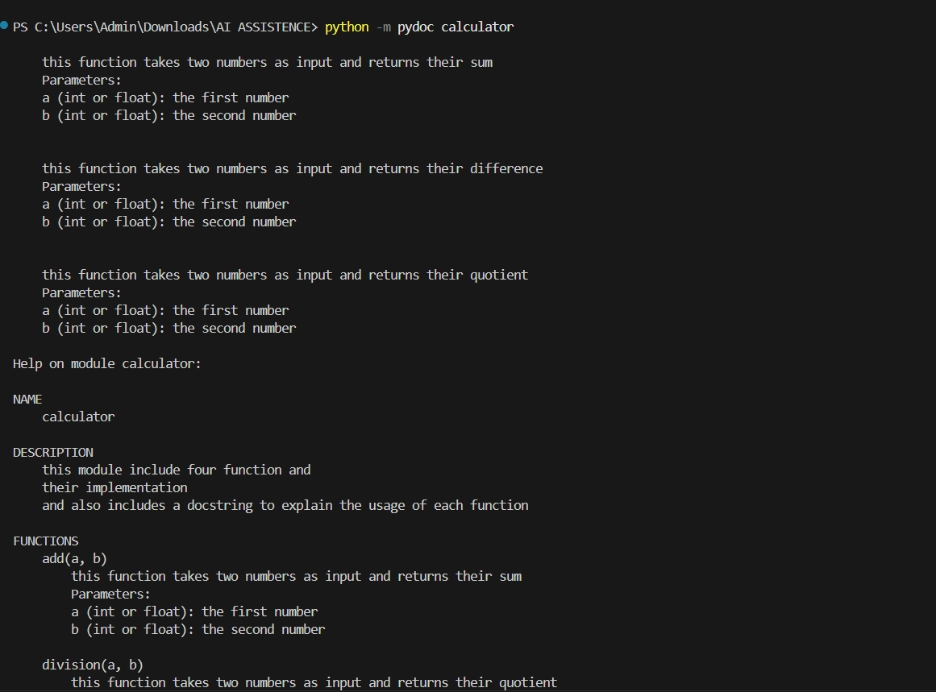 PS C:\Users\Admin\Downloads\AI ASSISTENCE> python -m pydoc calculator
this function takes two numbers as input and returns their sum
Parameters:
a (int or float): the first number
b (int or float): the second number
this function takes two numbers as input and returns their difference
Parameters:
a (int or float): the first number
b (int or float): the second number
this function takes two numbers as input and returns their quotient
Parameters:
a (int or float): the first number
b (int or float): the second number
Help on module calculator:
NAME
calculator
DESCRIPTION
this module include four function and
their implementation
and also includes a docstring to explain the usage of each function
FUNCTIONS
add(a, b)
this function takes two numbers as input and returns their sum
Parameters:
a (int or float): the first number
b (int or float): the second number
division(a, b)
this function takes two numbers as input and returns their quotient